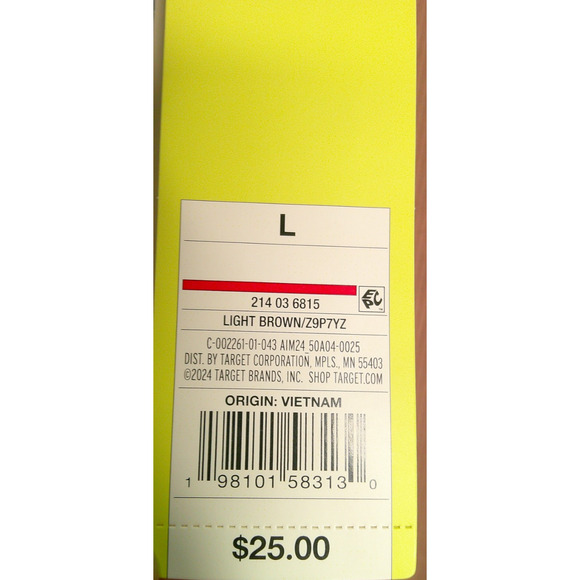 L
214 03 6815
LIGHT BROWN/Z9P7YZ
C-002261-01-043 AIM24 50A04-0025
DIST. BY TARGET CORPORATION, MPLS., MN 55403
©2024 TARGET BRANDS, INC. SHOP TARGET.COM
ORIGIN: VIETNAM
1 98101 58313 0
$25.00